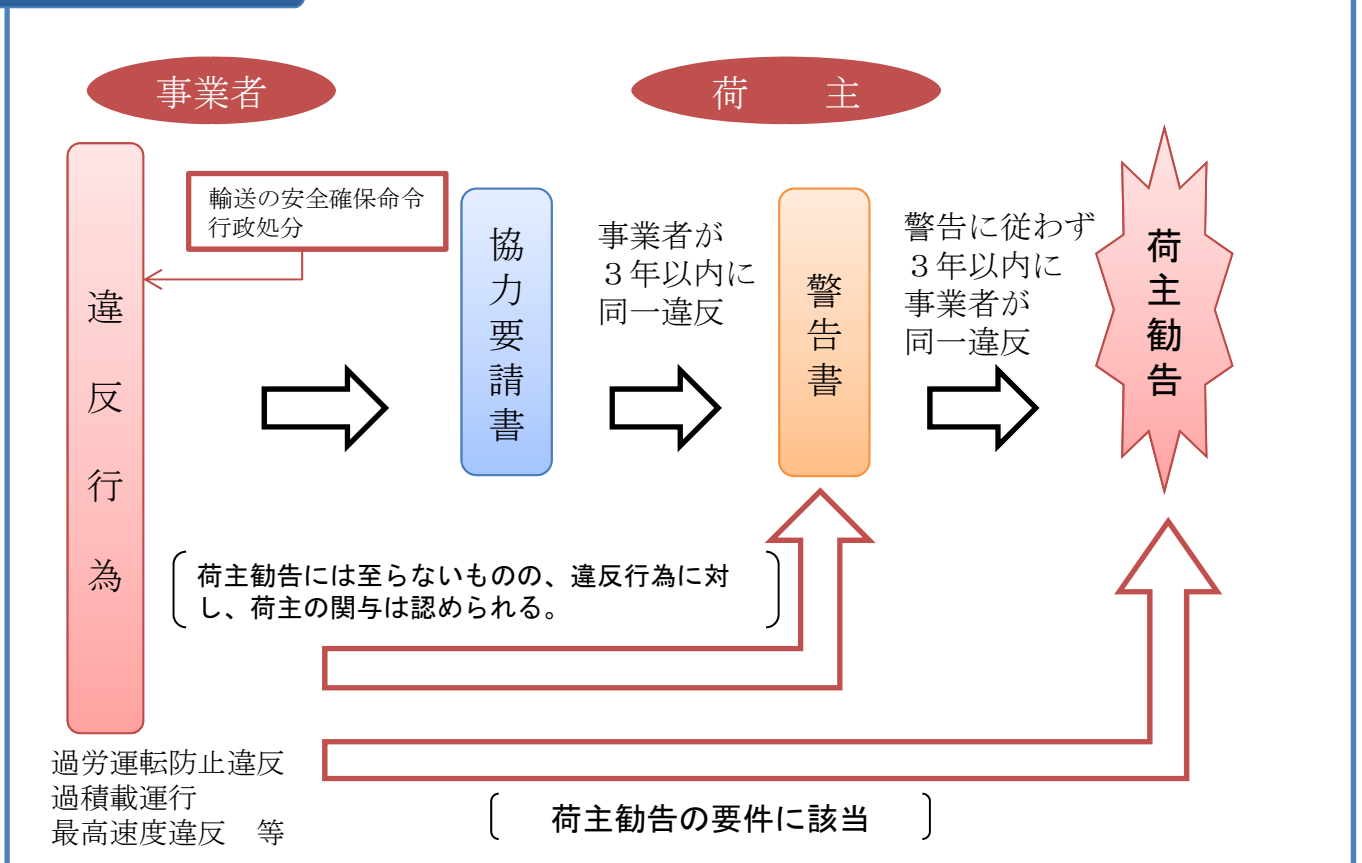 事業者
荷　主
輸送の安全確保命令
行政処分
違反行為
協力要請書
事業者が
３年以内に
同一違反
警告書
警告に従わず
３年以内に
事業者が
同一違反
荷主勧告
荷主勧告には至らないものの、違反行為に対
し、荷主の関与は認められる。
過労運転防止違反
過積載運行
最高速度違反　等
荷主勧告の要件に該当